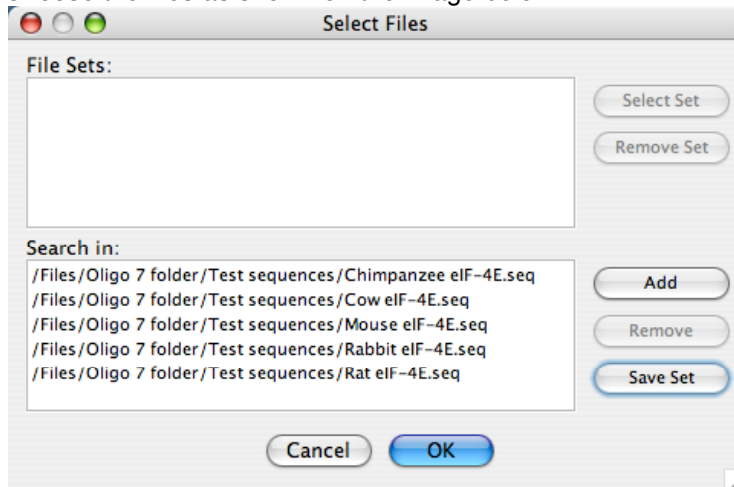 Select Files
File Sets:
Select Set
Remove Set
Search in:
/Files/Oligo 7 folder/Test sequences/Chimpanzee eIF-4E.seq
/Files/Oligo 7 folder/Test sequences/Cow eIF-4E.seq
/Files/Oligo 7 folder/Test sequences/Mouse eIF-4E.seq
/Files/Oligo 7 folder/Test sequences/Rabbit eIF-4E.seq
/Files/Oligo 7 folder/Test sequences/Rat eIF-4E.seq
Add
Remove
Save Set
Cancel
OK